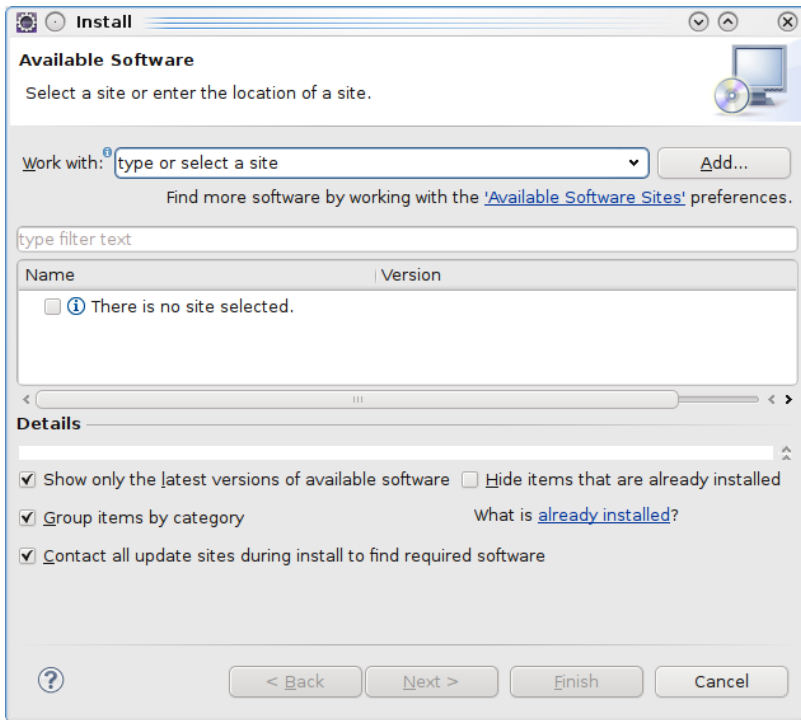 Install
Available Software
Select a site or enter the location of a site.
Work with: type or select a site Add...
Find more software by working with the 'Available Software Sites' preferences.
type filter text
Name Version
There is no site selected.
Details
Show only the latest versions of available software Hide items that are already installed
Group items by category What is already installed?
Contact all update sites during install to find required software
? < Back Next > Finish Cancel